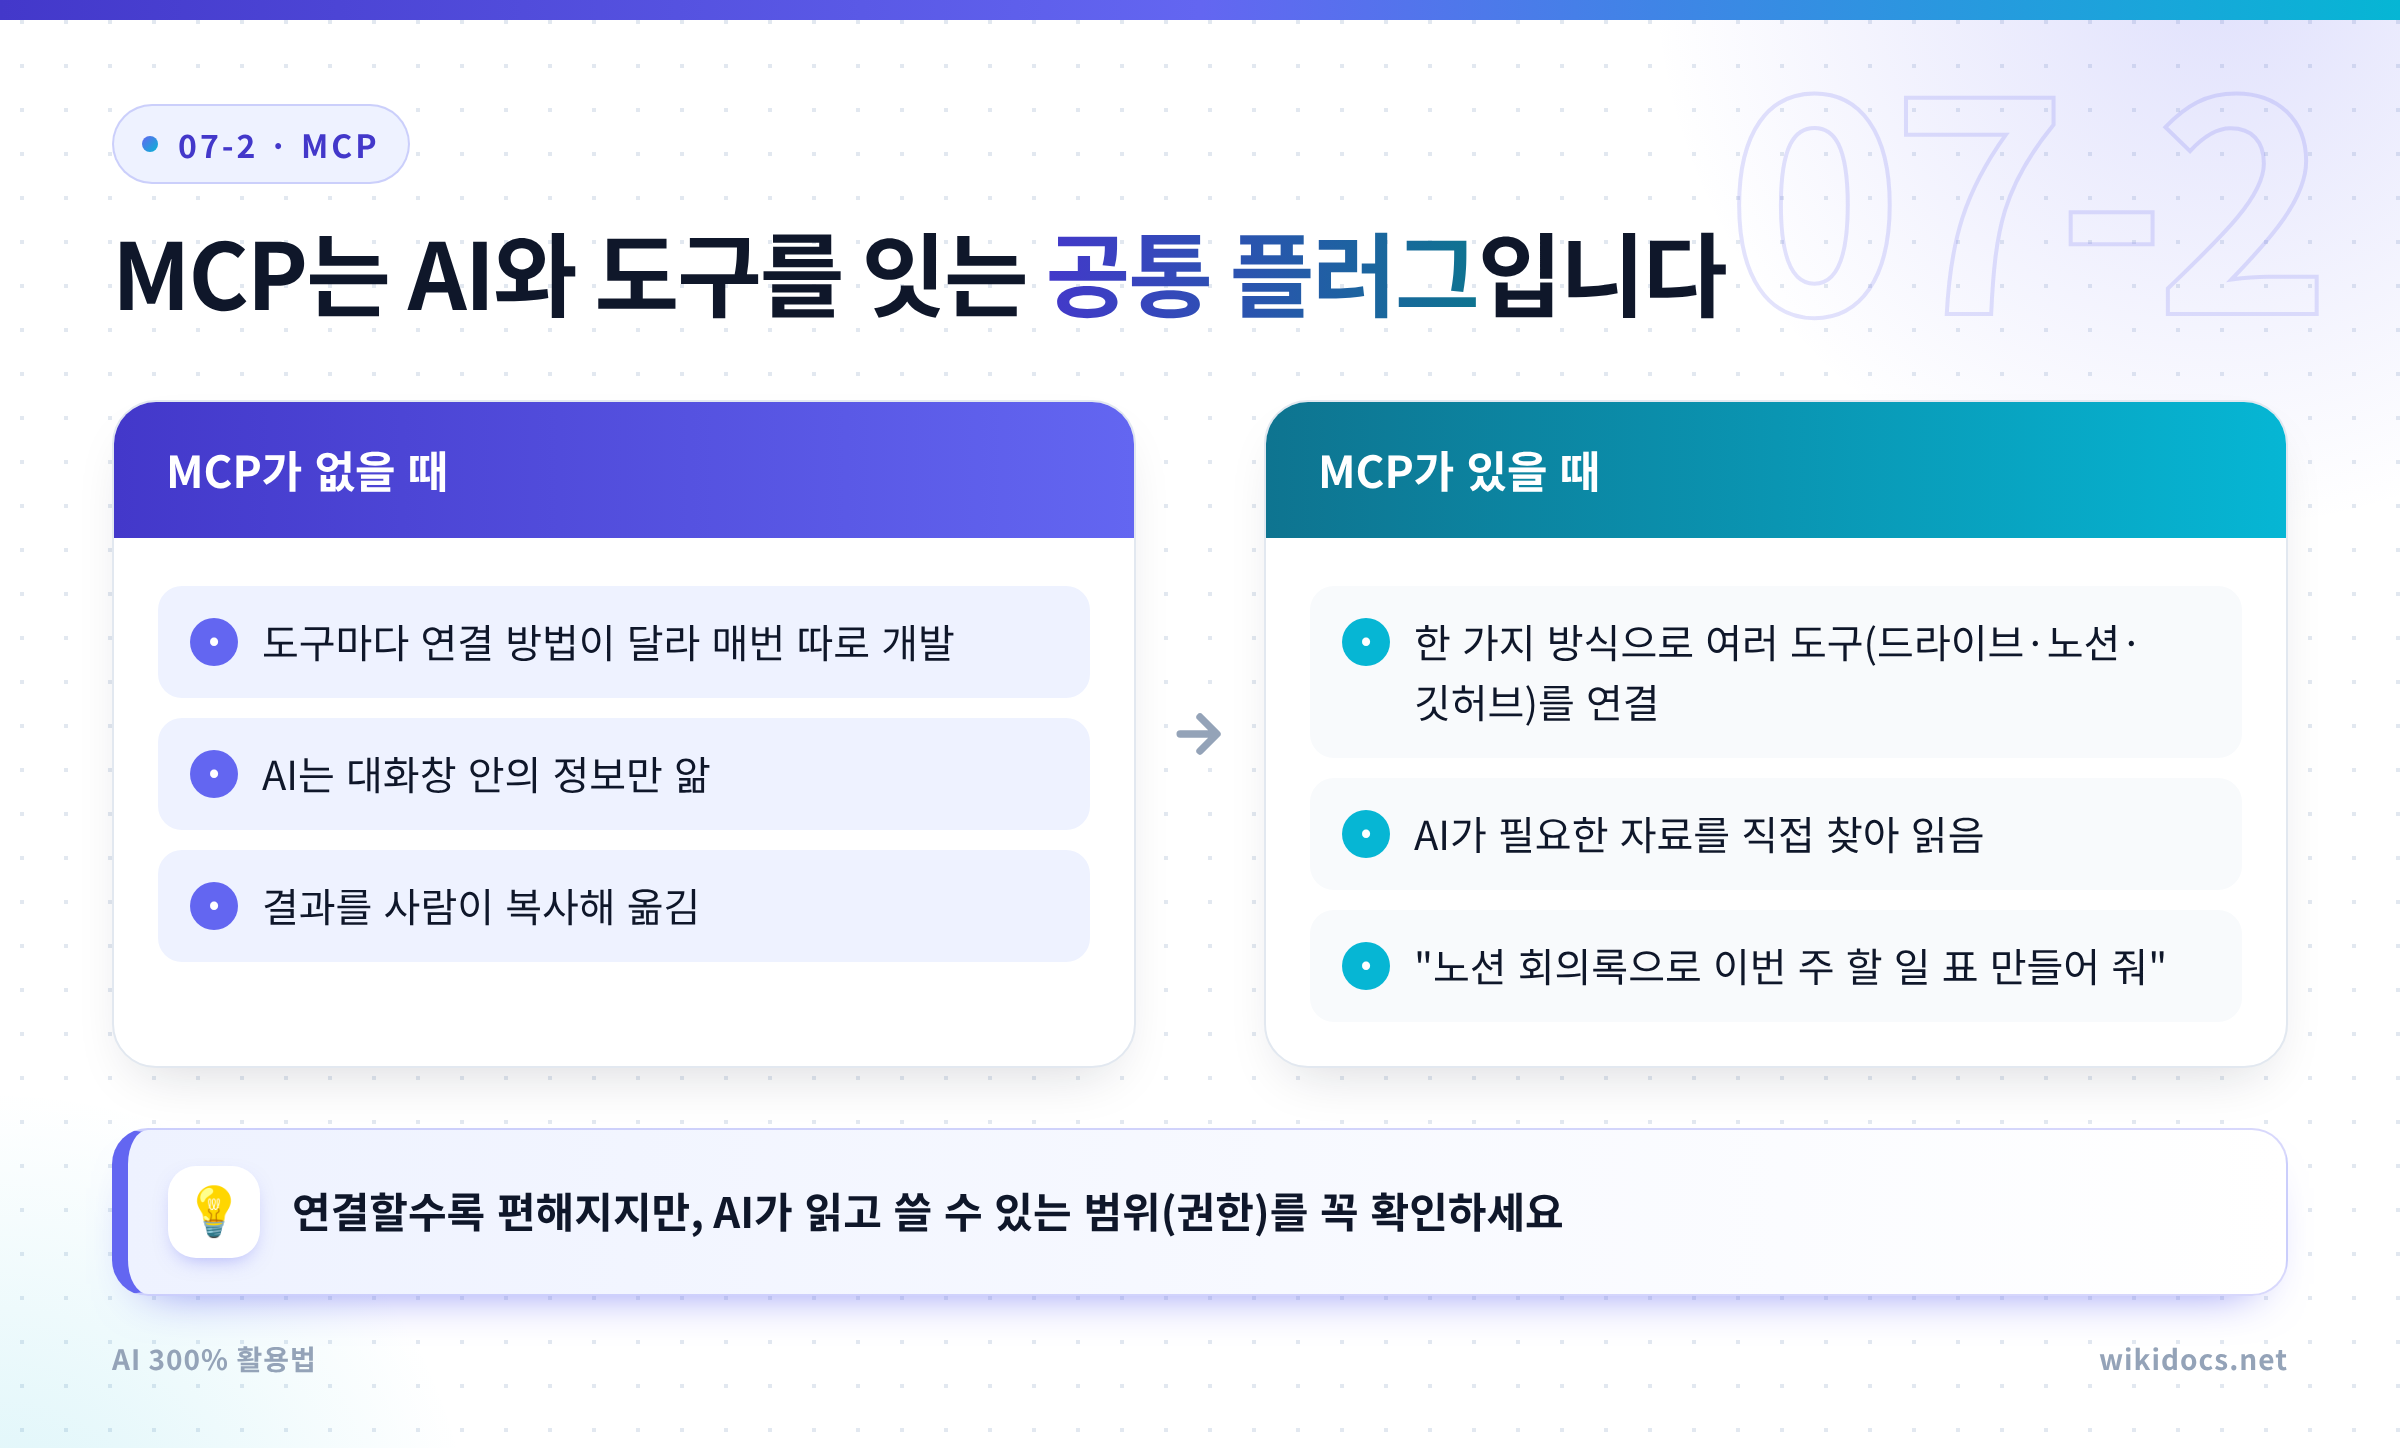 07-2 · MCP
07-2
MCP는 AI와 도구를 잇는 공통 플러그입니다
MCP가 없을 때
도구마다 연결 방법이 달라 매번 따로 개발
AI는 대화창 안의 정보만 앎
결과를 사람이 복사해 옮김
→
MCP가 있을 때
한 가지 방식으로 여러 도구(드라이브·노션·
깃허브)를 연결
AI가 필요한 자료를 직접 찾아 읽음
"노션 회의록으로 이번 주 할 일 표 만들어 줘"
연결할수록 편해지지만, AI가 읽고 쓸 수 있는 범위(권한)를 꼭 확인하세요
AI 300% 활용법
wikidocs.net